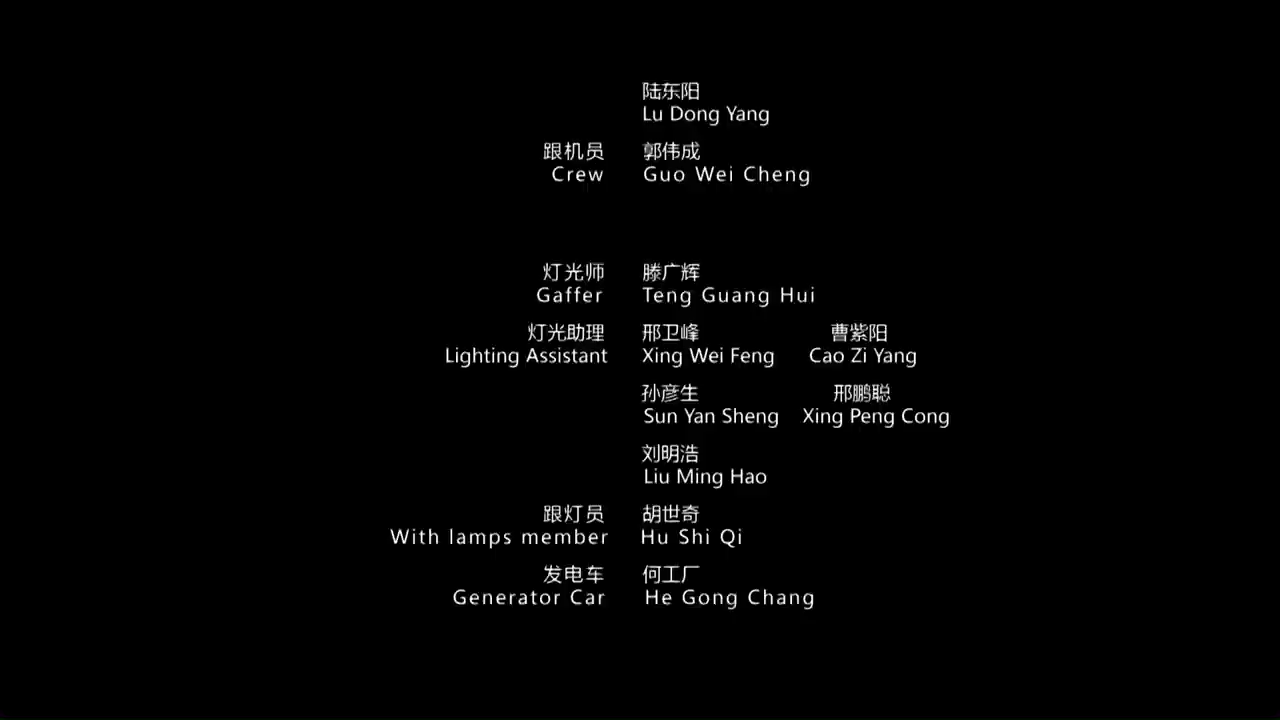 陆东阳
Lu Dong Yang
跟机员 郭伟成
Crew Guo Wei Cheng
灯光师 滕广辉
Gaffer Teng Guang Hui
灯光助理 邢卫峰 曹紫阳
Lighting Assistant Xing Wei Feng Cao Zi Yang
孙彦生 邢鹏聪
Sun Yan Sheng Xing Peng Cong
刘明浩
Liu Ming Hao
跟灯员 胡世奇
With lamps member Hu Shi Qi
发电车 何工厂
Generator Car He Gong Chang